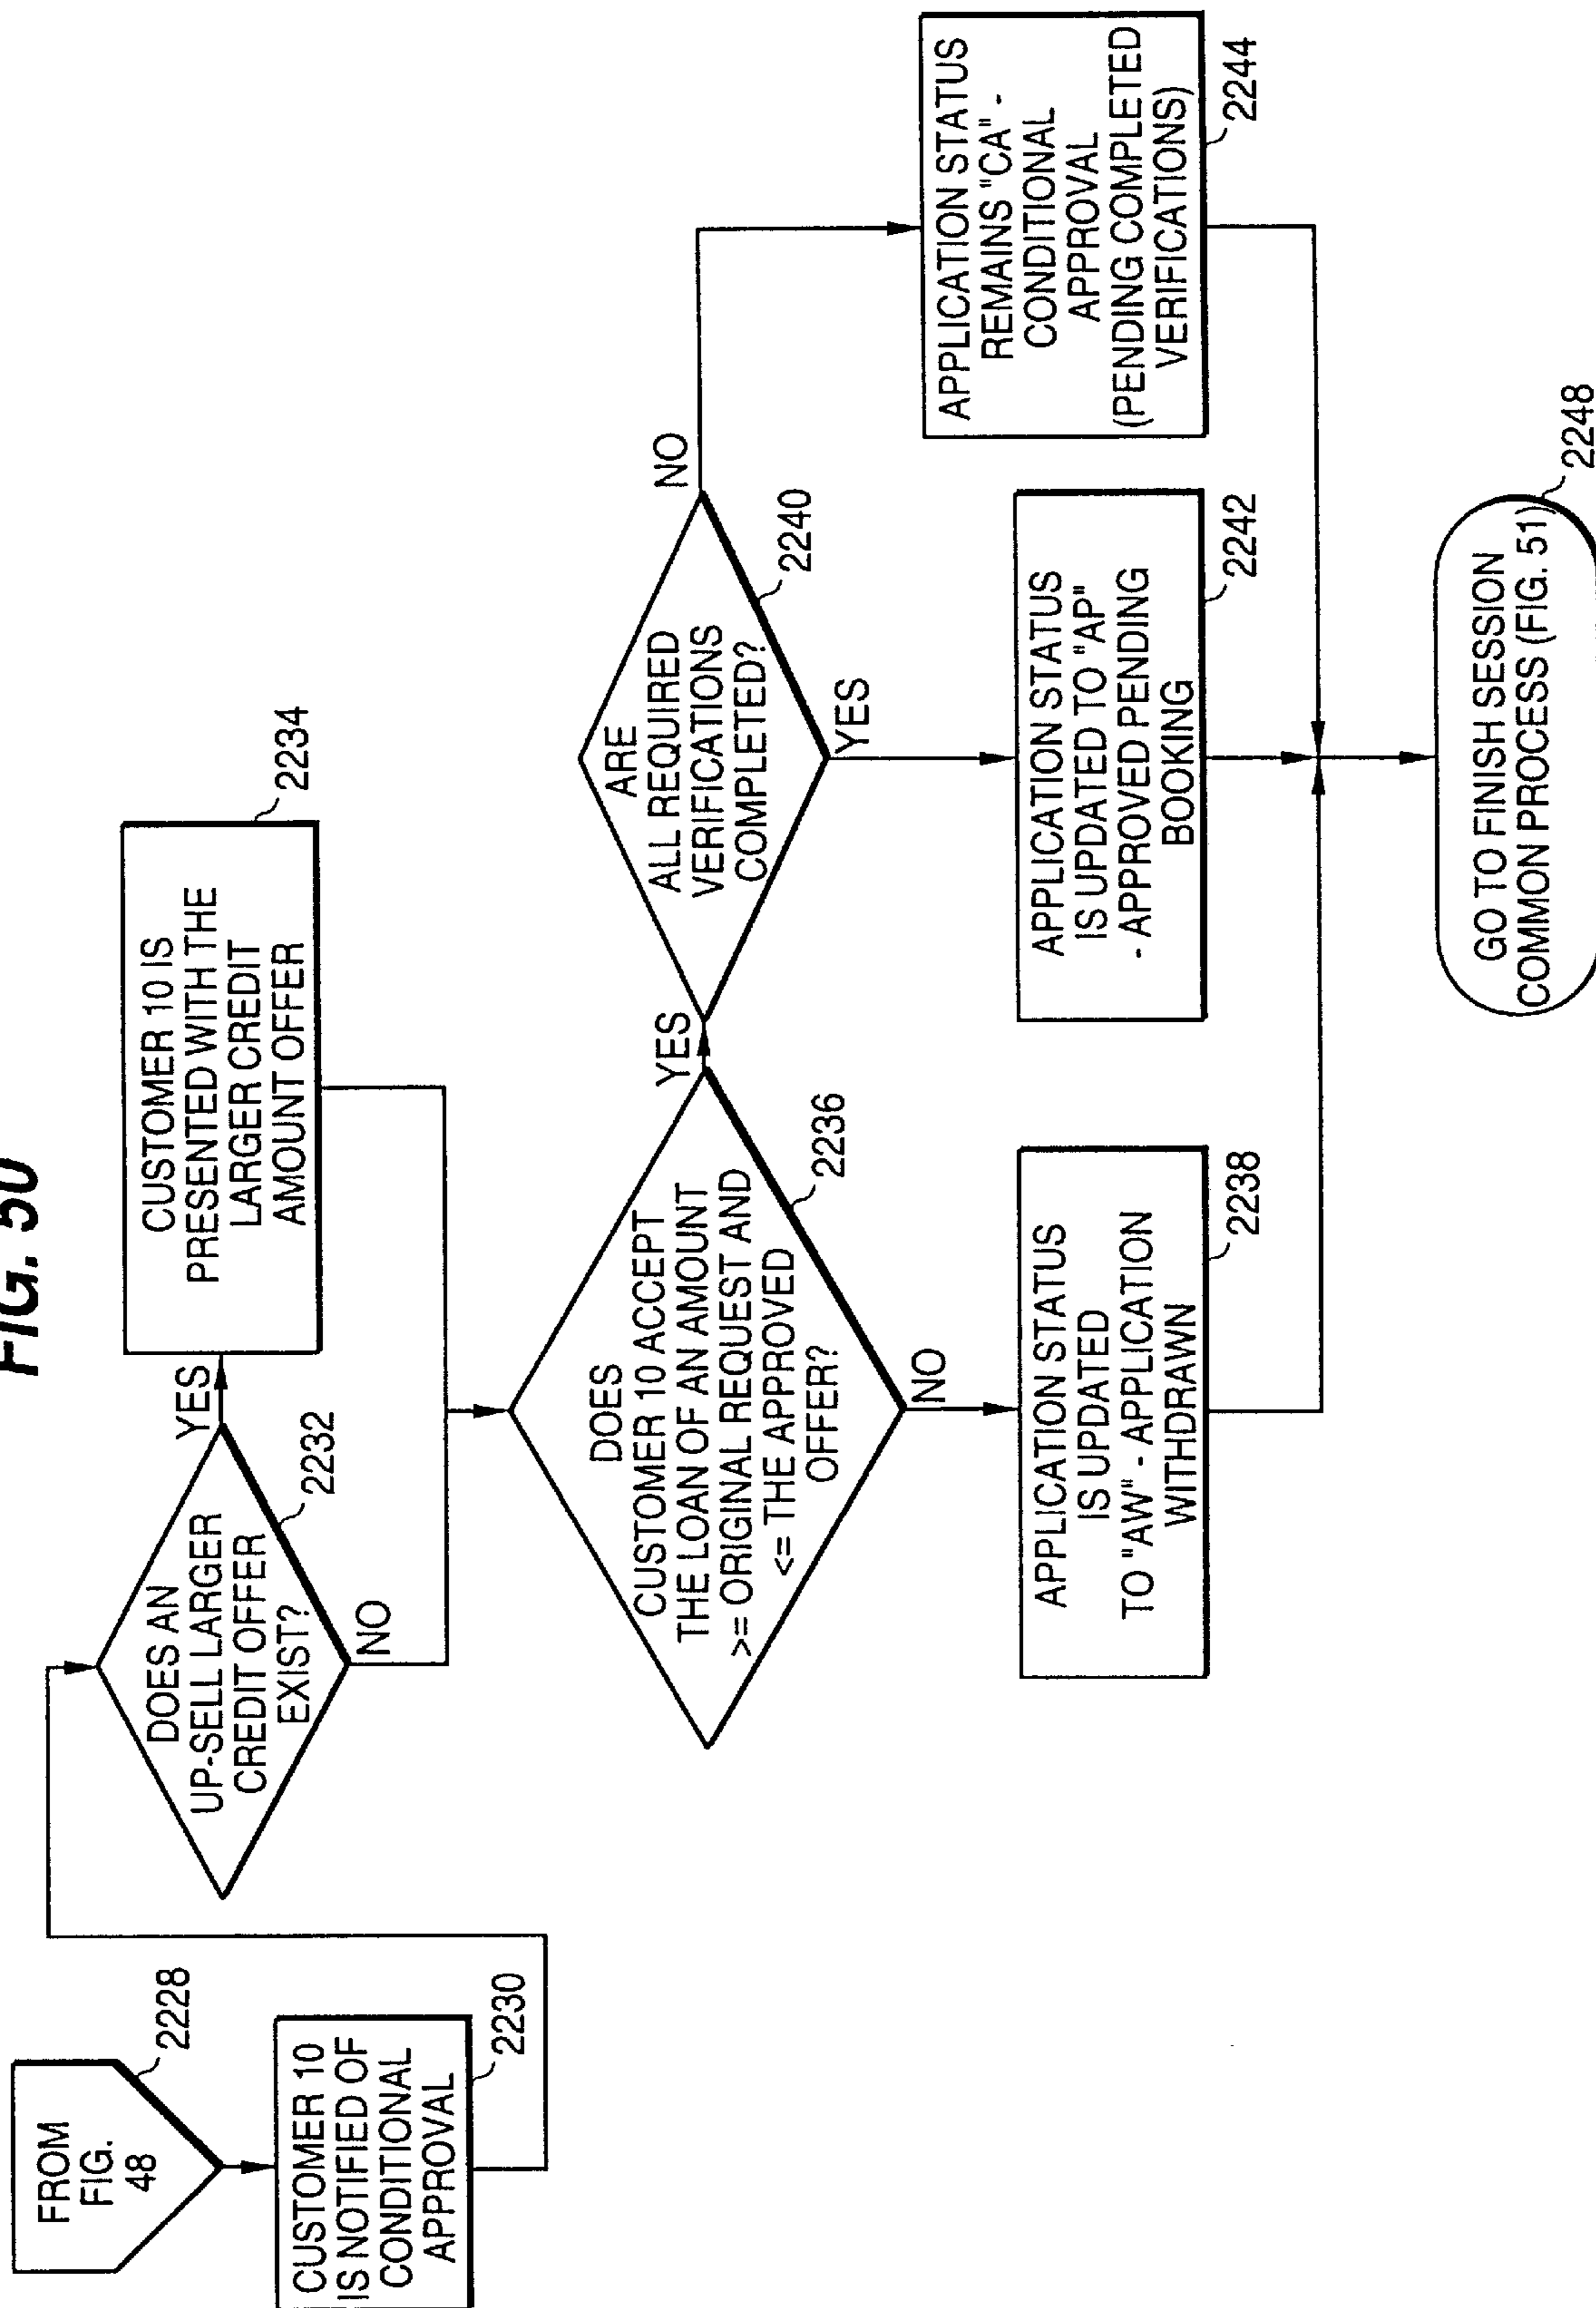 FIG. 50
FROM
FIG.
48
2228
CUSTOMER 10
IS NOTIFIED OF
CONDITIONAL
APPROVAL
2230
DOES AN
UP-SELL LARGER
CREDIT OFFER
EXIST?
2232
YES
NO
CUSTOMER 10 IS
PRESENTED WITH THE
LARGER CREDIT
AMOUNT OFFER
2234
DOES
CUSTOMER 10 ACCEPT
THE LOAN OF AN AMOUNT
>= ORIGINAL REQUEST AND
<= THE APPROVED
OFFER?
2236
YES
NO
ARE
ALL REQUIRED
VERIFICATIONS
COMPLETED?
2240
NO
YES
APPLICATION STATUS
IS UPDATED
TO "AW" - APPLICATION
WITHDRAWN
2238
APPLICATION STATUS
IS UPDATED TO "AP"
- APPROVED PENDING
BOOKING
2242
APPLICATION STATUS
REMAINS "CA" -
CONDITIONAL
APPROVAL
(PENDING COMPLETED
VERIFICATIONS)
2244
GO TO FINISH SESSION
COMMON PROCESS (FIG. 51)
2248